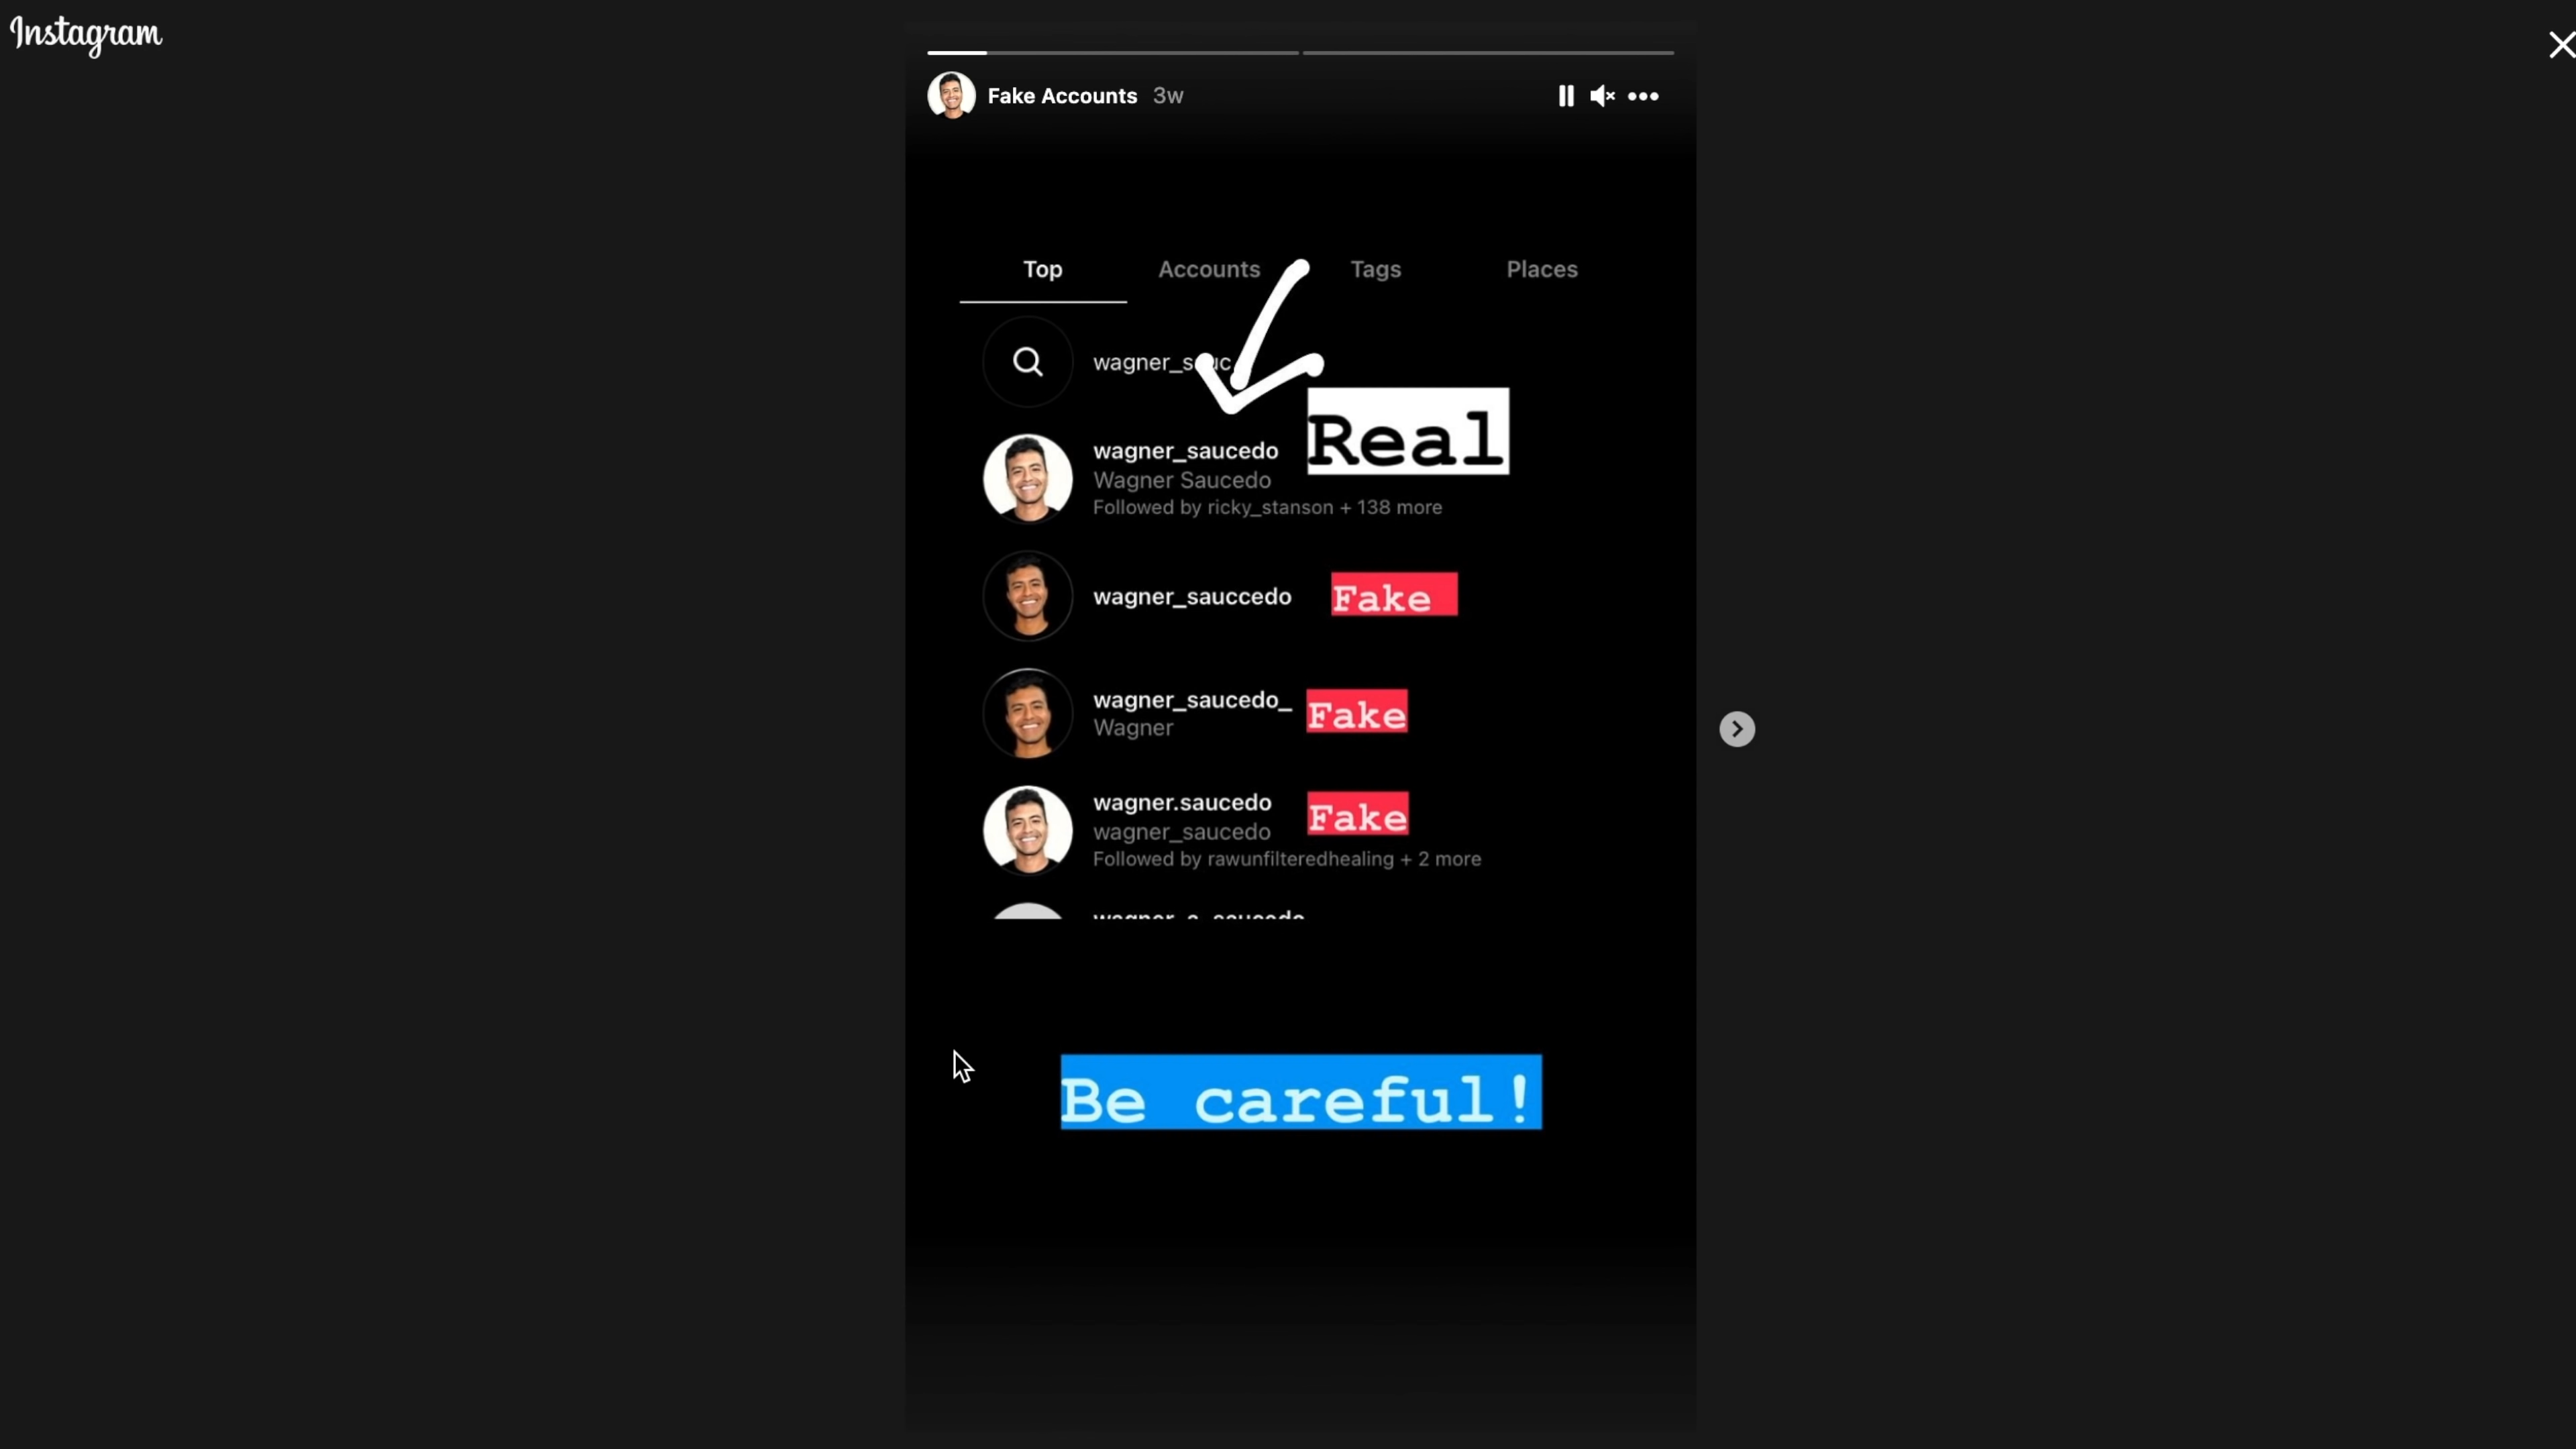 Instagram
Fake Accounts 3w
Top Accounts Tags Places
wagner_sauc
wagner_saucedo Real
Wagner Saucedo
Followed by ricky_stanson + 138 more
wagner_sauccedo Fake
wagner_saucedo_ Fake
Wagner
wagner.saucedo Fake
wagner_saucedo
Followed by rawunfilteredhealing + 2 more
Be careful!